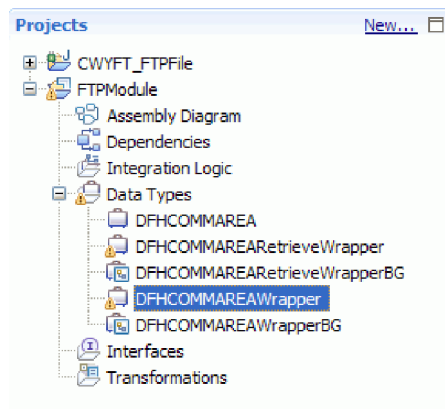 Projects New...
CWYFT_FTPFile
FTPModule
Assembly Diagram
Dependencies
Integration Logic
Data Types
DFHCOMMAREA
DFHCOMMAREARetrieveWrapper
DFHCOMMAREARetrieveWrapperBG
DFHCOMMAREAWrapper
DFHCOMMAREAWrapperBG
Interfaces
Transformations